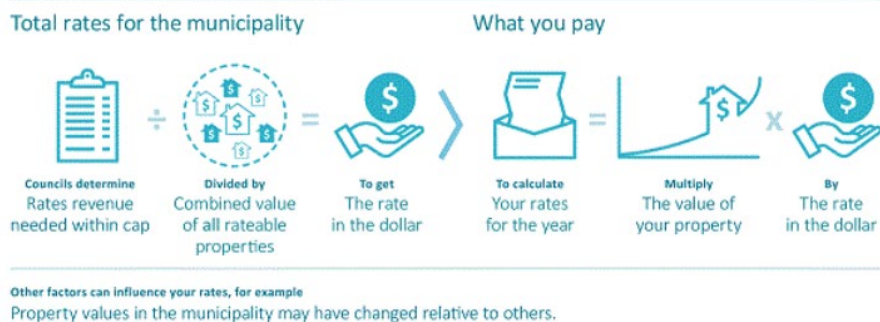 Total rates for the municipality
What you pay
$
$
$
$
$
$
$
$
÷
=
=
x
$
$
Councils determine
Rates revenue
needed within cap
Divided by
Combined value
of all rateable
properties
To get
The rate
in the dollar
To calculate
Your rates
for the year
Multiply
The value of
your property
By
The rate
in the dollar
Other factors can influence your rates, for example
Property values in the municipality may have changed relative to others.